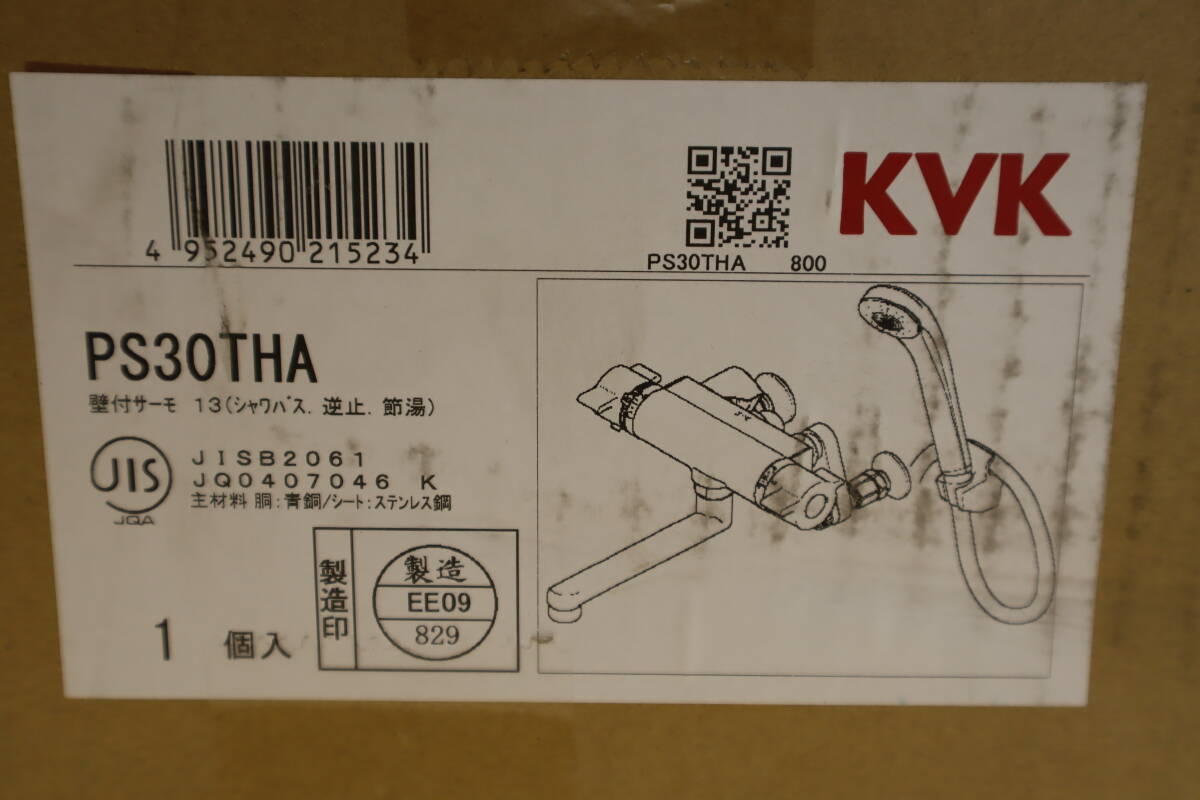 4 952490 215234
PS30THA 800
KVK
PS30THA
壁付サーモ 13(シャワバス. 逆止. 節湯)
JIS
JQA
JISB2061
JQ0407046 K
主材料 胴:青銅/シート:ステンレス鋼
製造印
製造
EE09
829
1 個入